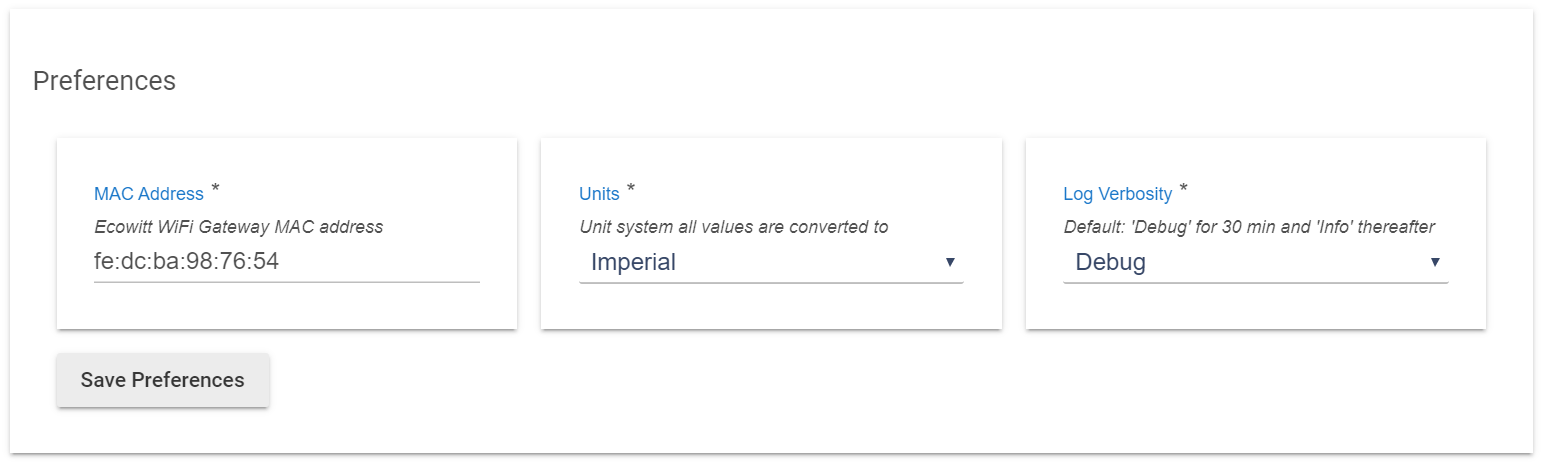 Preferences
MAC Address *
Ecowitt WiFi Gateway MAC address
fe:dc:ba:98:76:54
Units *
Unit system all values are converted to
Imperial
Log Verbosity *
Default: 'Debug' for 30 min and 'Info' thereafter
Debug
Save Preferences